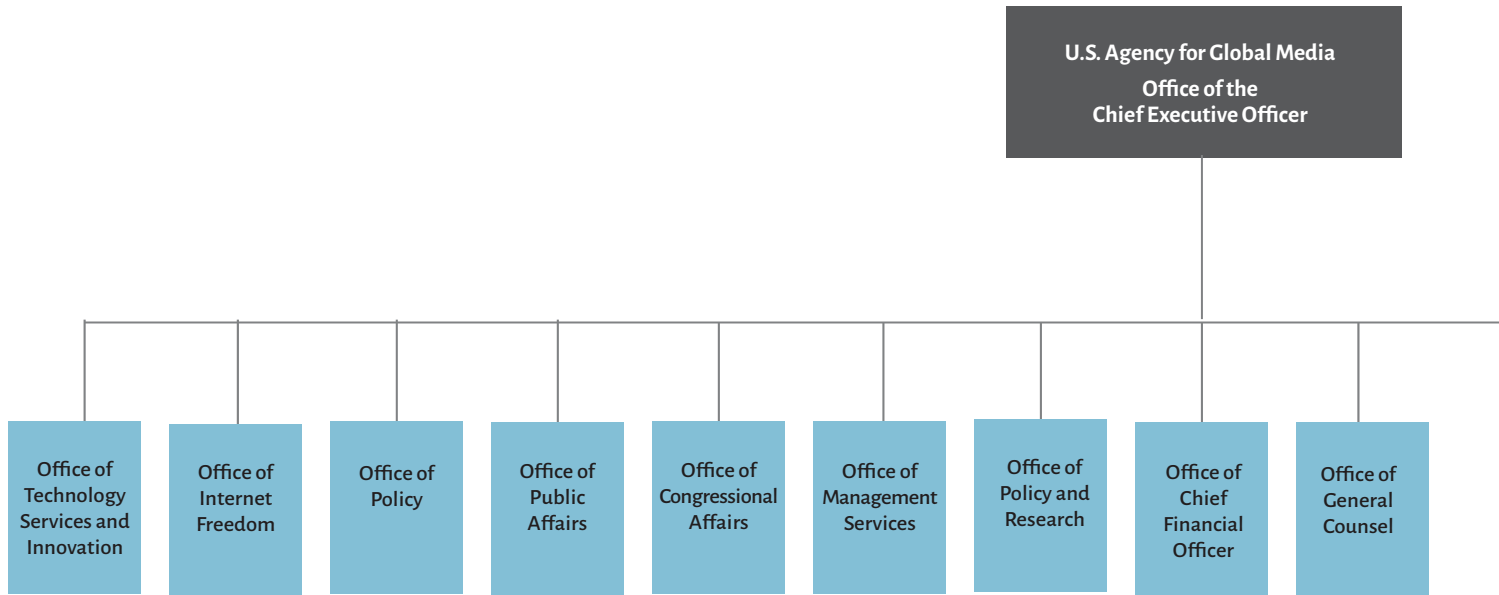 U.S. Agency for Global Media
Office of the
Chief Executive Officer
Office of
Technology
Services and
Innovation
Office of
Internet
Freedom
Office of
Policy
Office of
Public
Affairs
Office of
Congressional
Affairs
Office of
Management
Services
Office of
Policy and
Research
Office of
Chief
Financial
Officer
Office of
General
Counsel